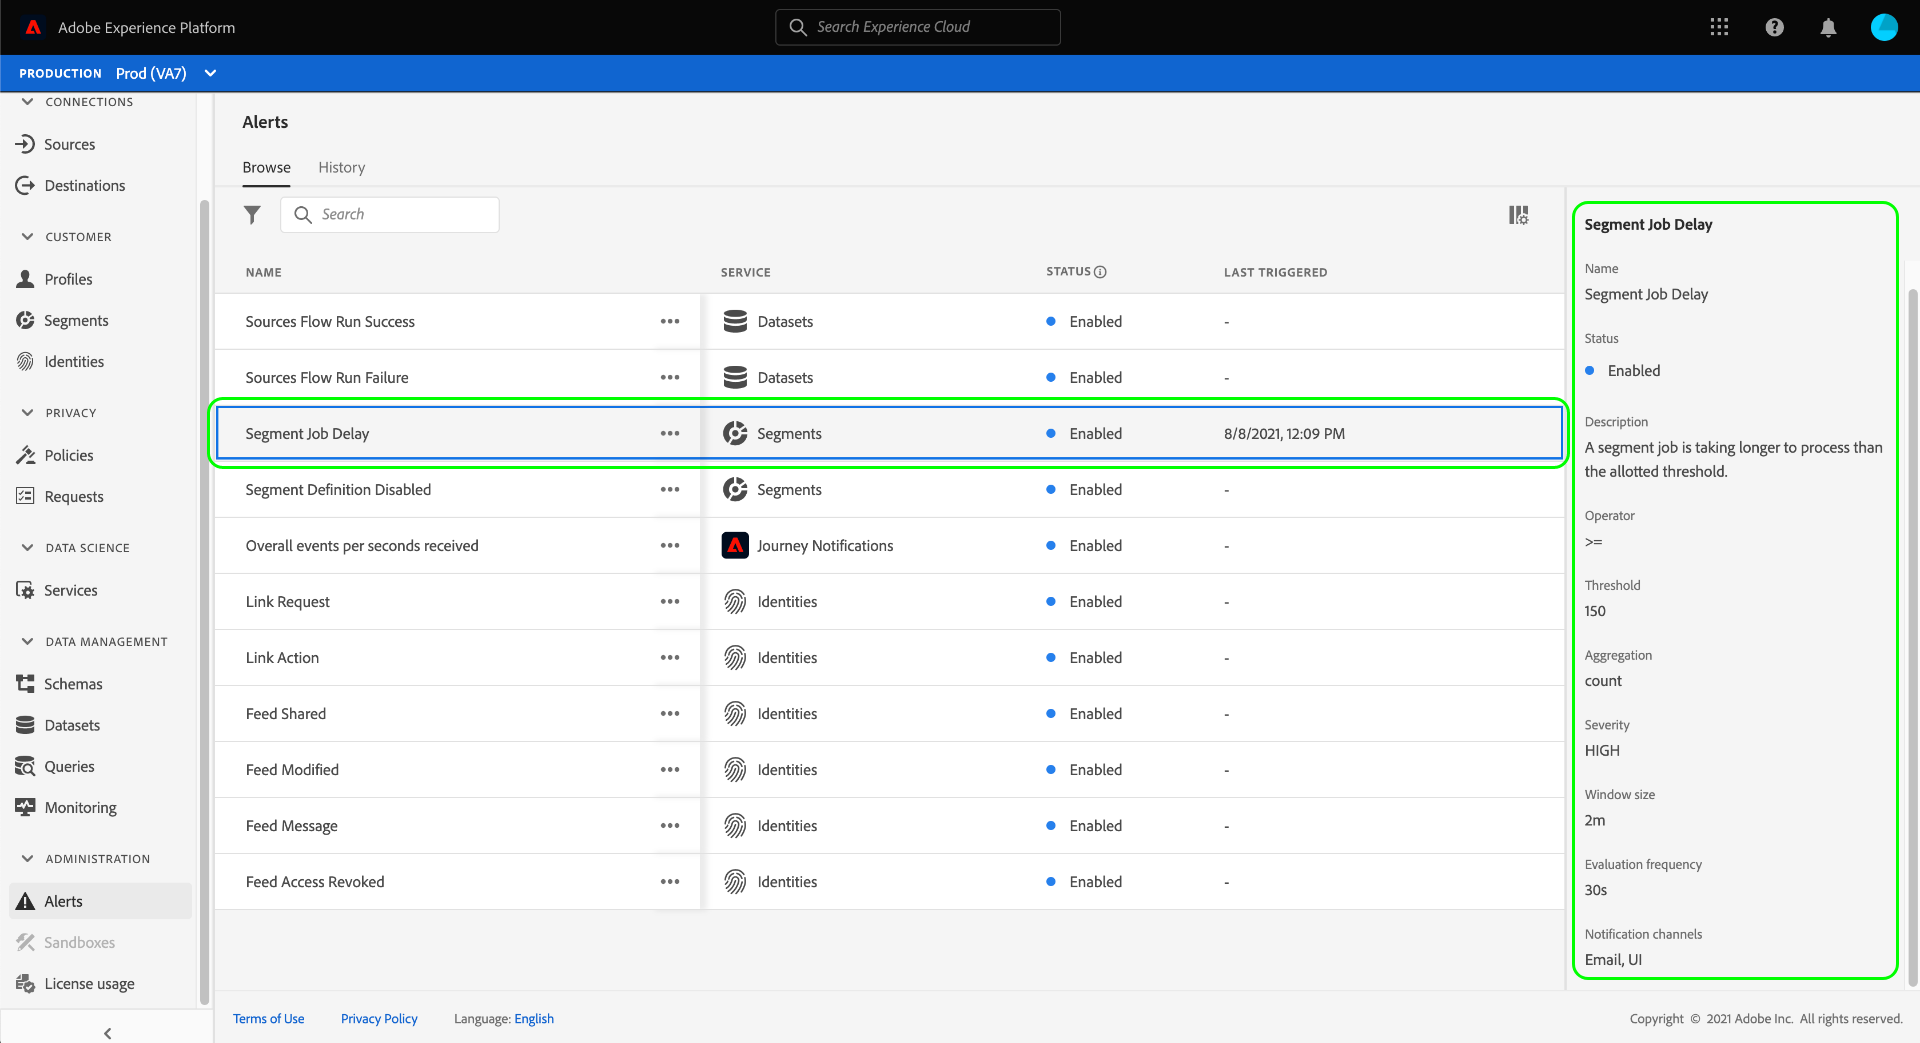 Adobe Experience Platform
Search Experience Cloud
PRODUCTION Prod (VA7)
CONNECTIONS
Sources
Destinations
CUSTOMER
Profiles
Segments
Identities
PRIVACY
Policies
Requests
DATA SCIENCE
Services
DATA MANAGEMENT
Schemas
Datasets
Queries
Monitoring
ADMINISTRATION
Alerts
Sandboxes
License usage
Alerts
Browse History
Search
NAME SERVICE STATUS LAST TRIGGERED
Sources Flow Run Success Datasets Enabled -
Sources Flow Run Failure Datasets Enabled -
Segment Job Delay Segments Enabled 8/8/2021, 12:09 PM
Segment Definition Disabled Segments Enabled -
Overall events per seconds received Journey Notifications Enabled -
Link Request Identities Enabled -
Link Action Identities Enabled -
Feed Shared Identities Enabled -
Feed Modified Identities Enabled -
Feed Message Identities Enabled -
Feed Access Revoked Identities Enabled -
Segment Job Delay
Name
Segment Job Delay
Status
Enabled
Description
A segment job is taking longer to process than
the allotted threshold.
Operator
>=
Threshold
150
Aggregation
count
Severity
HIGH
Window size
2m
Evaluation frequency
30s
Notification channels
Email, UI
Terms of Use Privacy Policy Language: English
Copyright © 2021 Adobe Inc. All rights reserved.